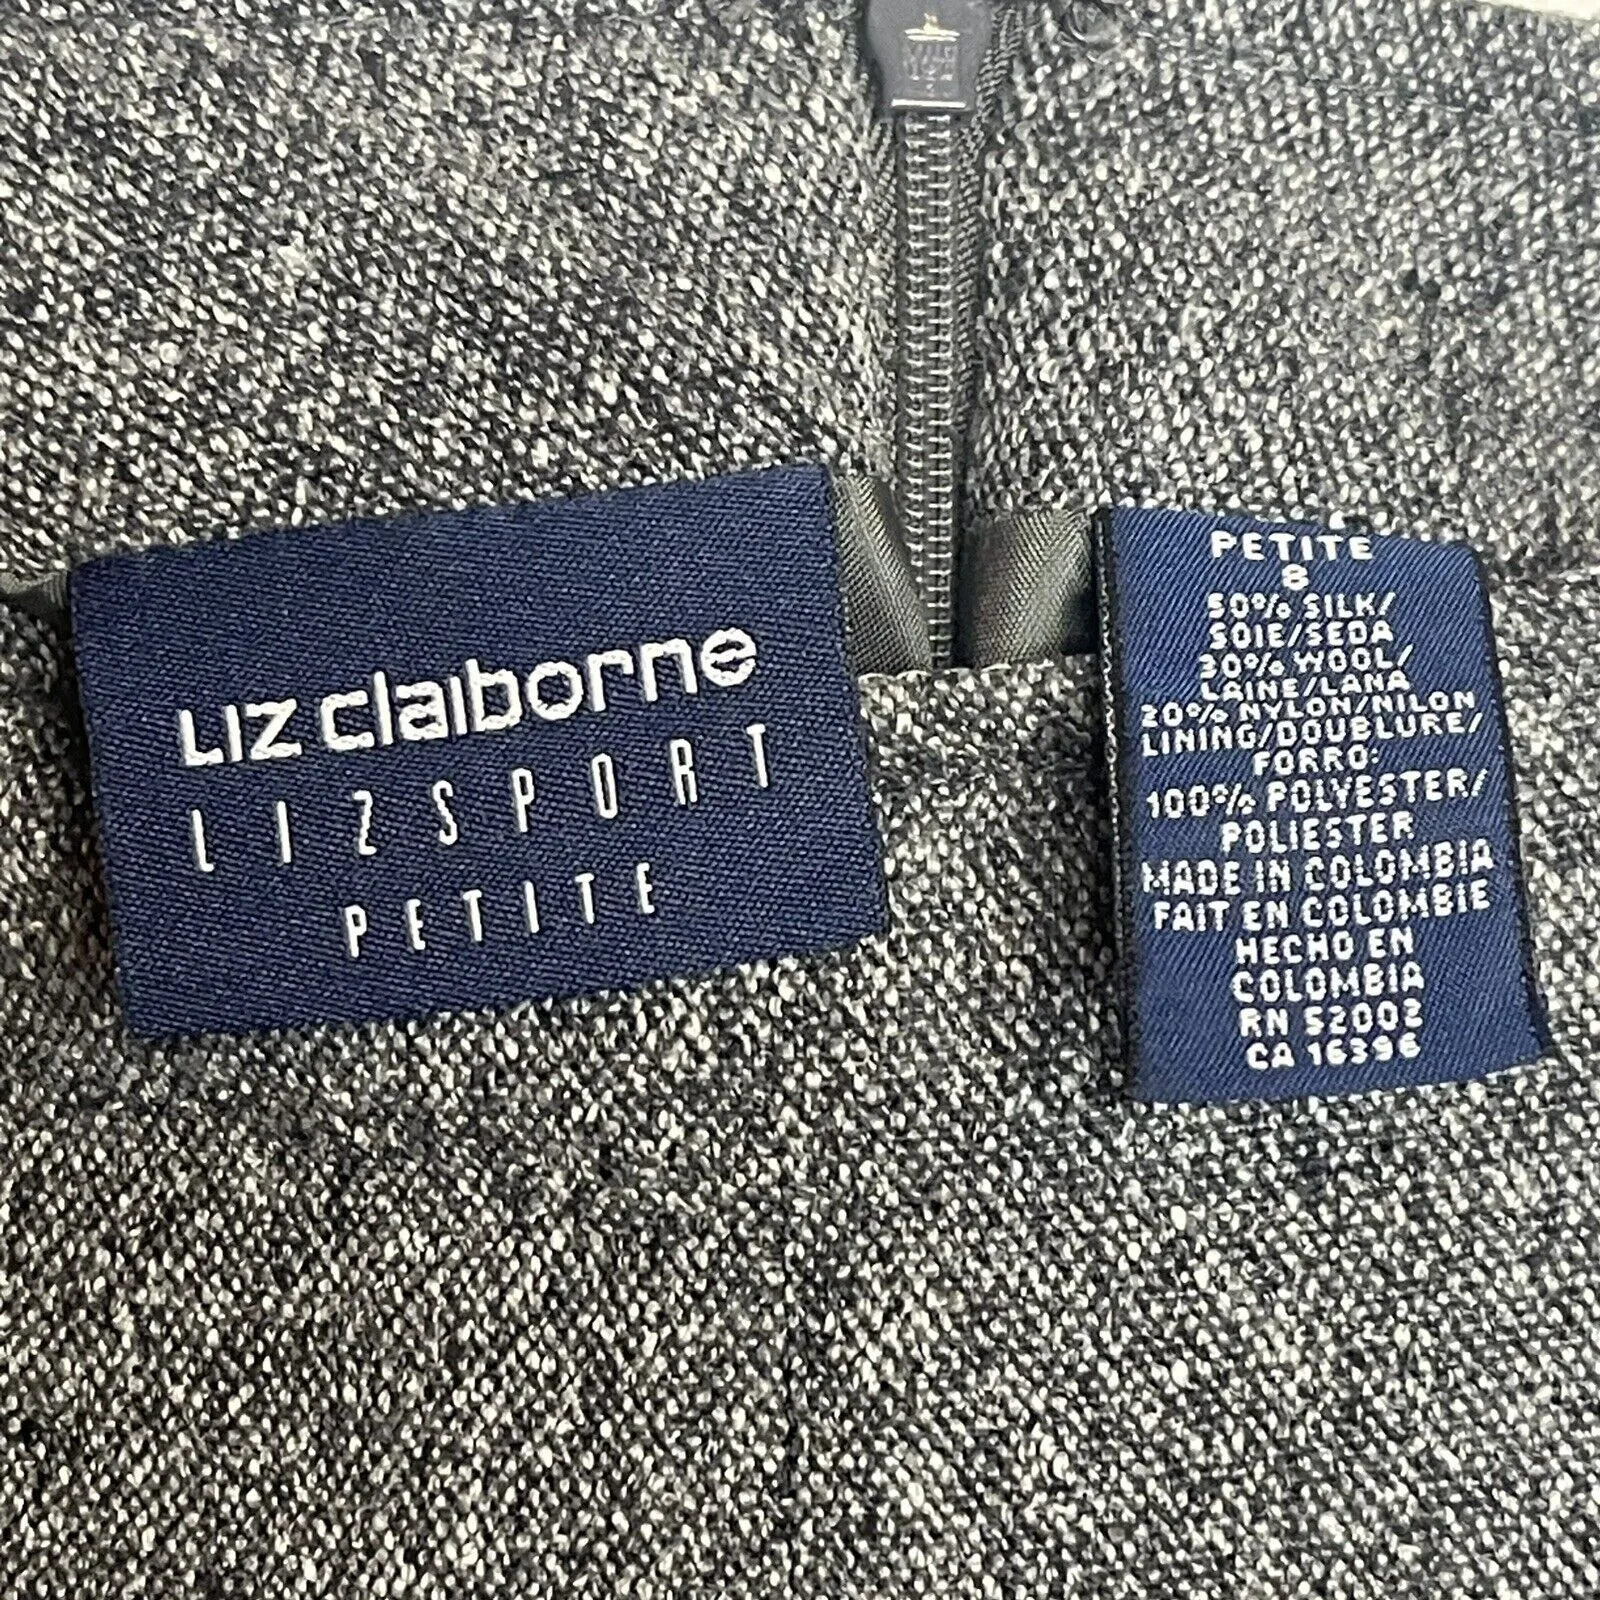 LIZ claiborne
LIZSPORT
PETITE
PETITE
8
50% SILK/
SOIE/SEDA
30% WOOL/
LAINE/LANA
20% NYLON/NILON
LINING/DOUBLURE/
FORRO:
100% POLYESTER/
POLIESTER
MADE IN COLOMBIA
FAIT EN COLOMBIE
HECHO EN
COLOMBIA
RN 52002
CA 16396